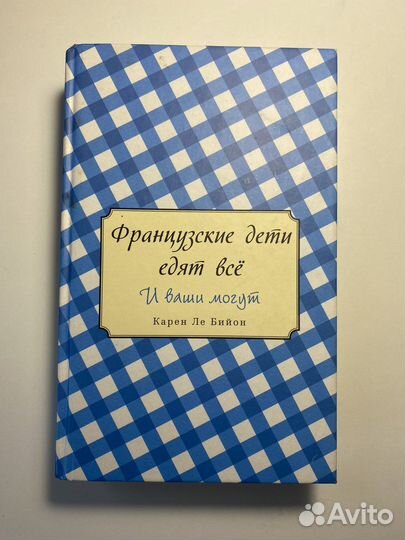 Французские дети
едят всё
И ваши могут
Карен Ле Бийон
Avito